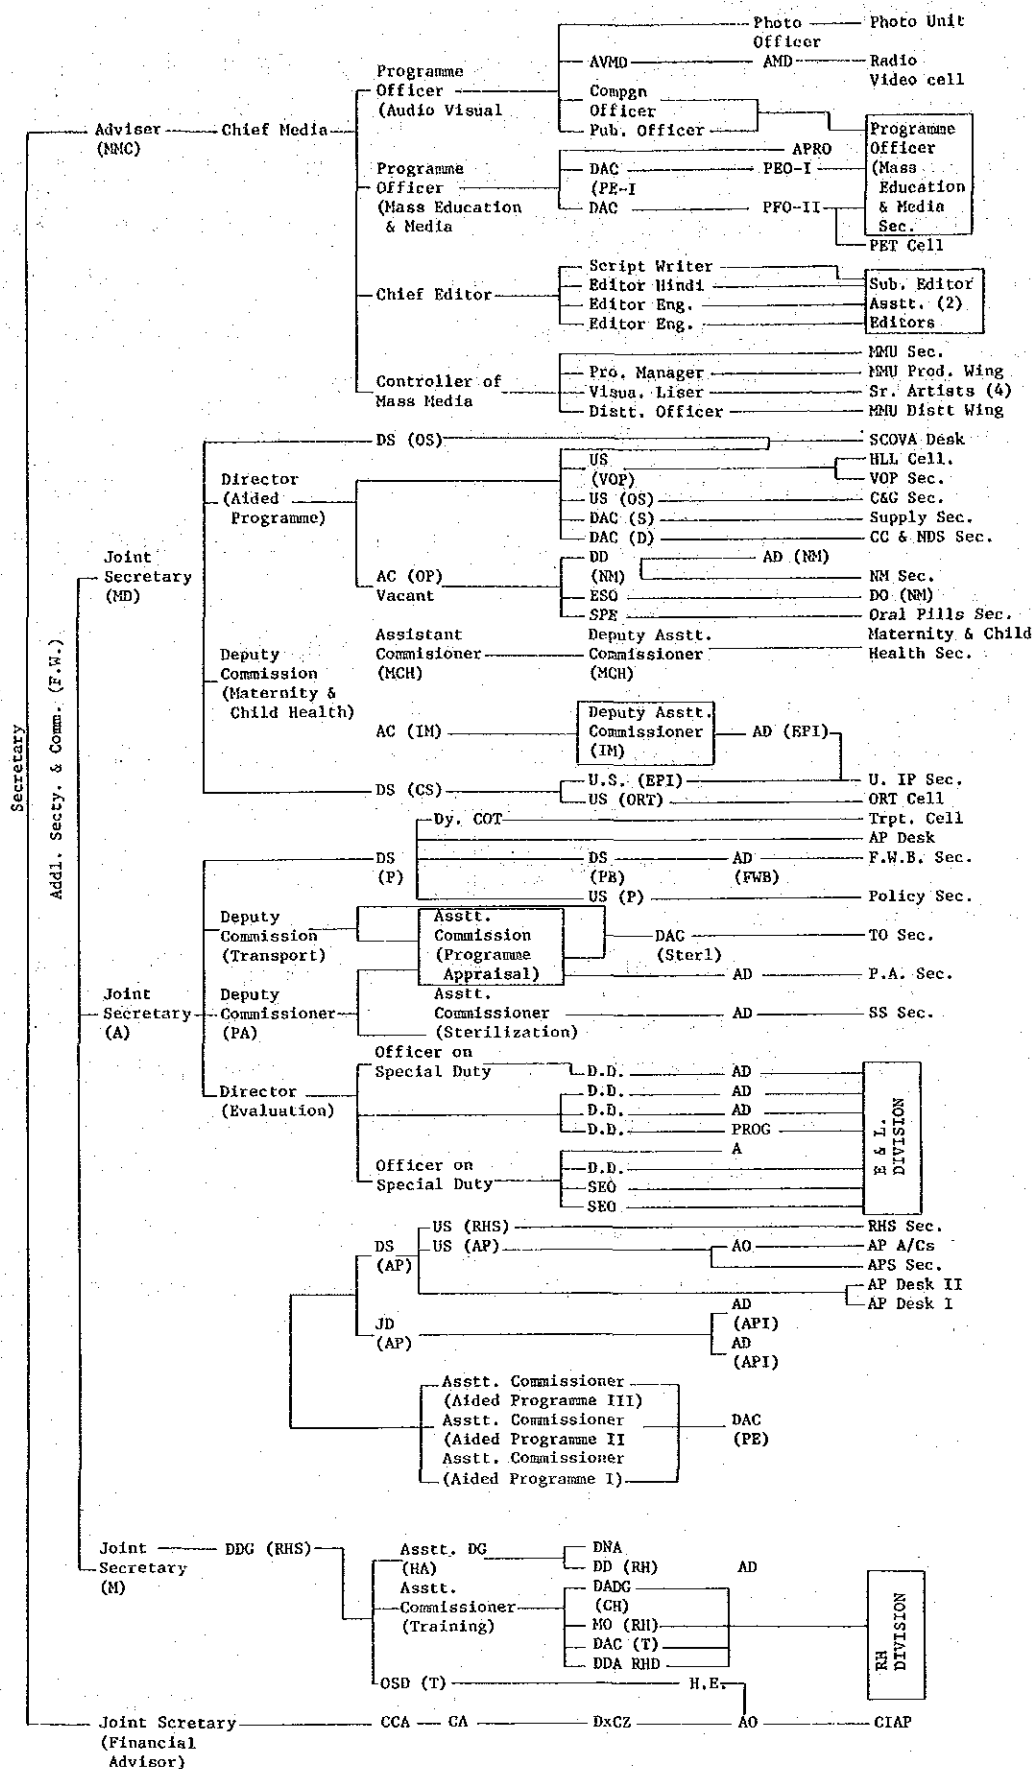 Photo Photo Unit
Officer
Programme AVMO AMD Radio
Officer Video cell
(Audio Visual Compgn
Officer
Adviser Chief Media Pub. Officer Programme
(MMC) Officer
APRO (Mass
Programme DAC PEO-I Education
Officer (PE-I & Media
(Mass Education DAC PFO-II Sec.
& Media PET Cell
Script Writer
Editor Hindi Sub. Editor
Chief Editor Editor Eng. Asstt. (2)
Editor Eng. Editors
MMU Sec.
Controller of Pro. Manager MMU Prod. Wing
Mass Media Visua. Liser Sr. Artists (4)
Distt. Officer MMU Distt Wing
DS (OS) SCOVA Desk
US HLL Cell.
Director (VOP) VOP Sec.
(Aided US (OS) C&G Sec.
Programme) DAC (S) Supply Sec.
DAC (D) CC & NDS Sec.
Joint DD AD (NM)
Secretary AC (OP) (NM) NM Sec.
(MD) Vacant ESO DO (NM)
SPE Oral Pills Sec.
Assistant Deputy Asstt. Maternity & Child
Deputy Commisioner Commissioner Health Sec.
Commission (MCH) (MCH)
(Maternity &
Child Health) Deputy Asstt.
AC (IM) Commissioner AD (EPI)
(IM)
Secretary
Addl. Secty. & Comm. (F.W.)
U.S. (EPI) U. IP Sec.
DS (CS) US (ORT) ORT Cell
Dy. COT Trpt. Cell
AP Desk
DS DS AD F.W.B. Sec.
(P) (PB) (FWB)
US (P) Policy Sec.
Deputy Asstt.
Commission Commission DAC TO Sec.
(Transport) (Programme (Sterl)
Appraisal) AD P.A. Sec.
Joint Deputy Asstt.
Secretary Commissioner Commissioner AD SS Sec.
(A) (PA) (Sterilization)
Officer on
Special Duty D.D. AD
Director D.D. AD
(Evaluation) D.D. AD
D.D. PROG
E & L.
DIVISION
A
Officer on D.D.
Special Duty SEO
SEO
US (RHS) RHS Sec.
DS US (AP) AO AP A/Cs
(AP) APS Sec.
AP Desk II
AD AP Desk I
JD (API)
(AP) AD
(API)
Asstt. Commissioner
(Aided Programme III)
Asstt. Commissioner DAC
(Aided Programme II (PE)
Asstt. Commissioner
(Aided Programme I)
Joint DDG (RHS) Asstt. DG DNA
Secretary (HA) DD (RH) AD
(M) Asstt. DADG
Commissioner (CH)
(Training) MO (RH)
DAC (T)
DDA RHD
RH
DIVISION
OSD (T) H.E.
Joint Scretary CCA CA DxCZ AO CIAP
(Financial
Advisor)